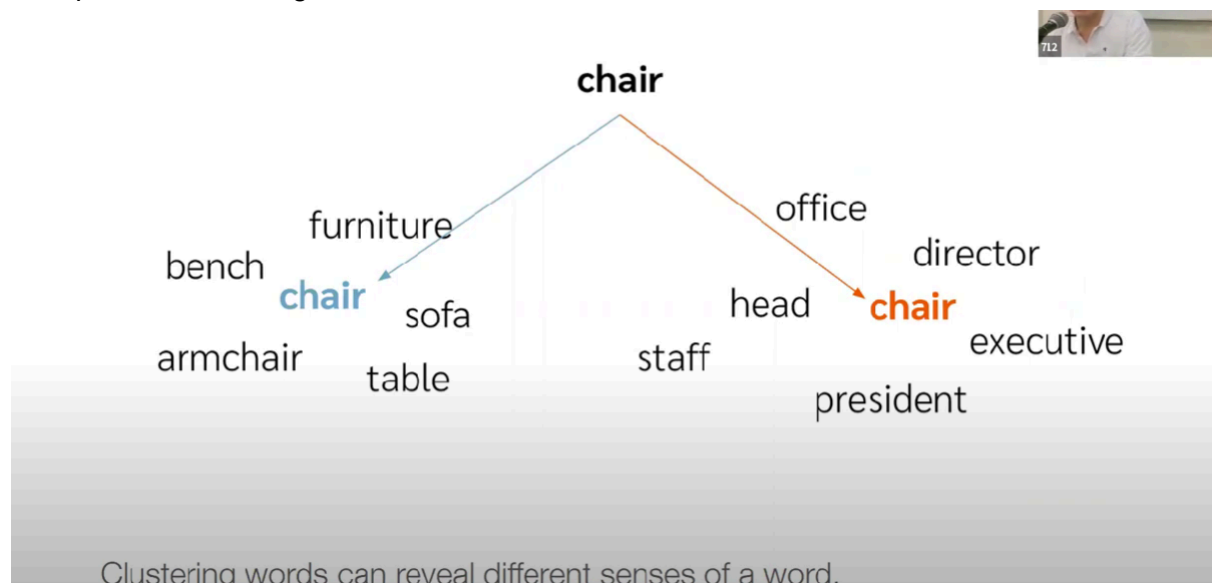 712
chair
office
furniture
director
bench
chair
head
chair
sofa
executive
armchair
staff
table
president
Clustering words can reveal different senses of a word.